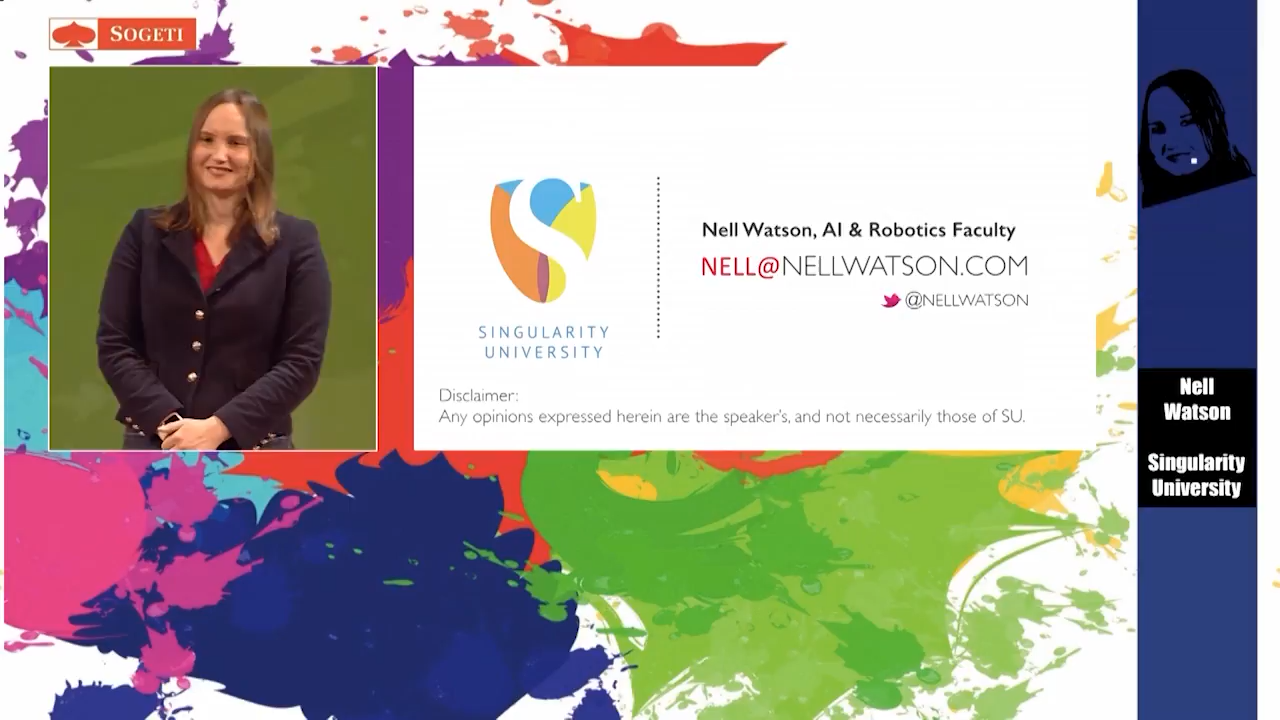 SOGETI
SINGULARITY
UNIVERSITY
Nell Watson, AI & Robotics Faculty
NELL@NELLWATSON.COM
@NELLWATSON
Disclaimer:
Any opinions expressed herein are the speaker's, and not necessarily those of SU.
Nell
Watson
Singularity
University